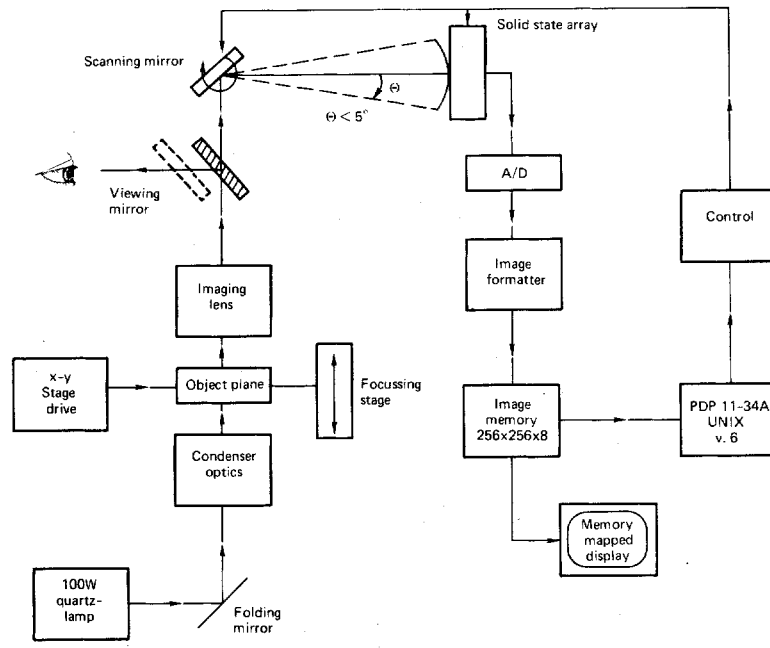 Solid state array
Scanning mirror
Θ
Θ < 5°
A/D
Viewing
mirror
Control
Image
formatter
Imaging
lens
x-y
Stage
drive
Object plane
Focussing
stage
Image
memory
256x256x8
PDP 11-34A
UNIX
v. 6
Condenser
optics
Memory
mapped
display
100W
quartz-
lamp
Folding
mirror